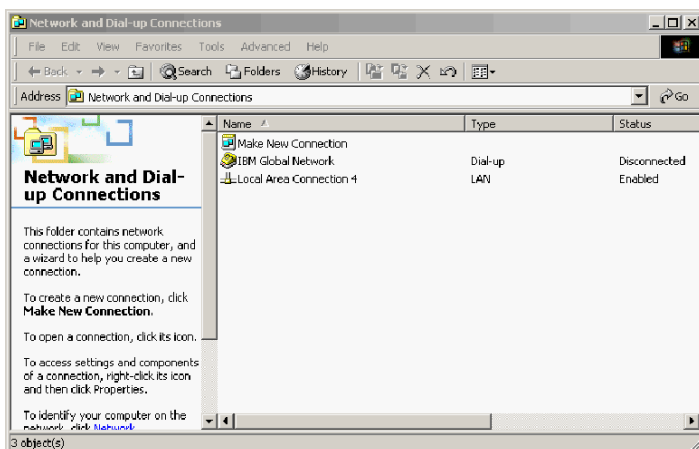 Network and Dial-up Connections
File Edit View Favorites Tools Advanced Help
Back Search Folders History
Address Network and Dial-up Connections Go
Name Type Status
Make New Connection
IBM Global Network Dial-up Disconnected
Local Area Connection 4 LAN Enabled
Network and Dial-
up Connections
This folder contains network
connections for this computer, and
a wizard to help you create a new
connection.
To create a new connection, click
Make New Connection.
To open a connection, click its icon.
To access settings and components
of a connection, right-click its icon
and then click Properties.
To identify your computer on the
network, click Network
3 object(s)